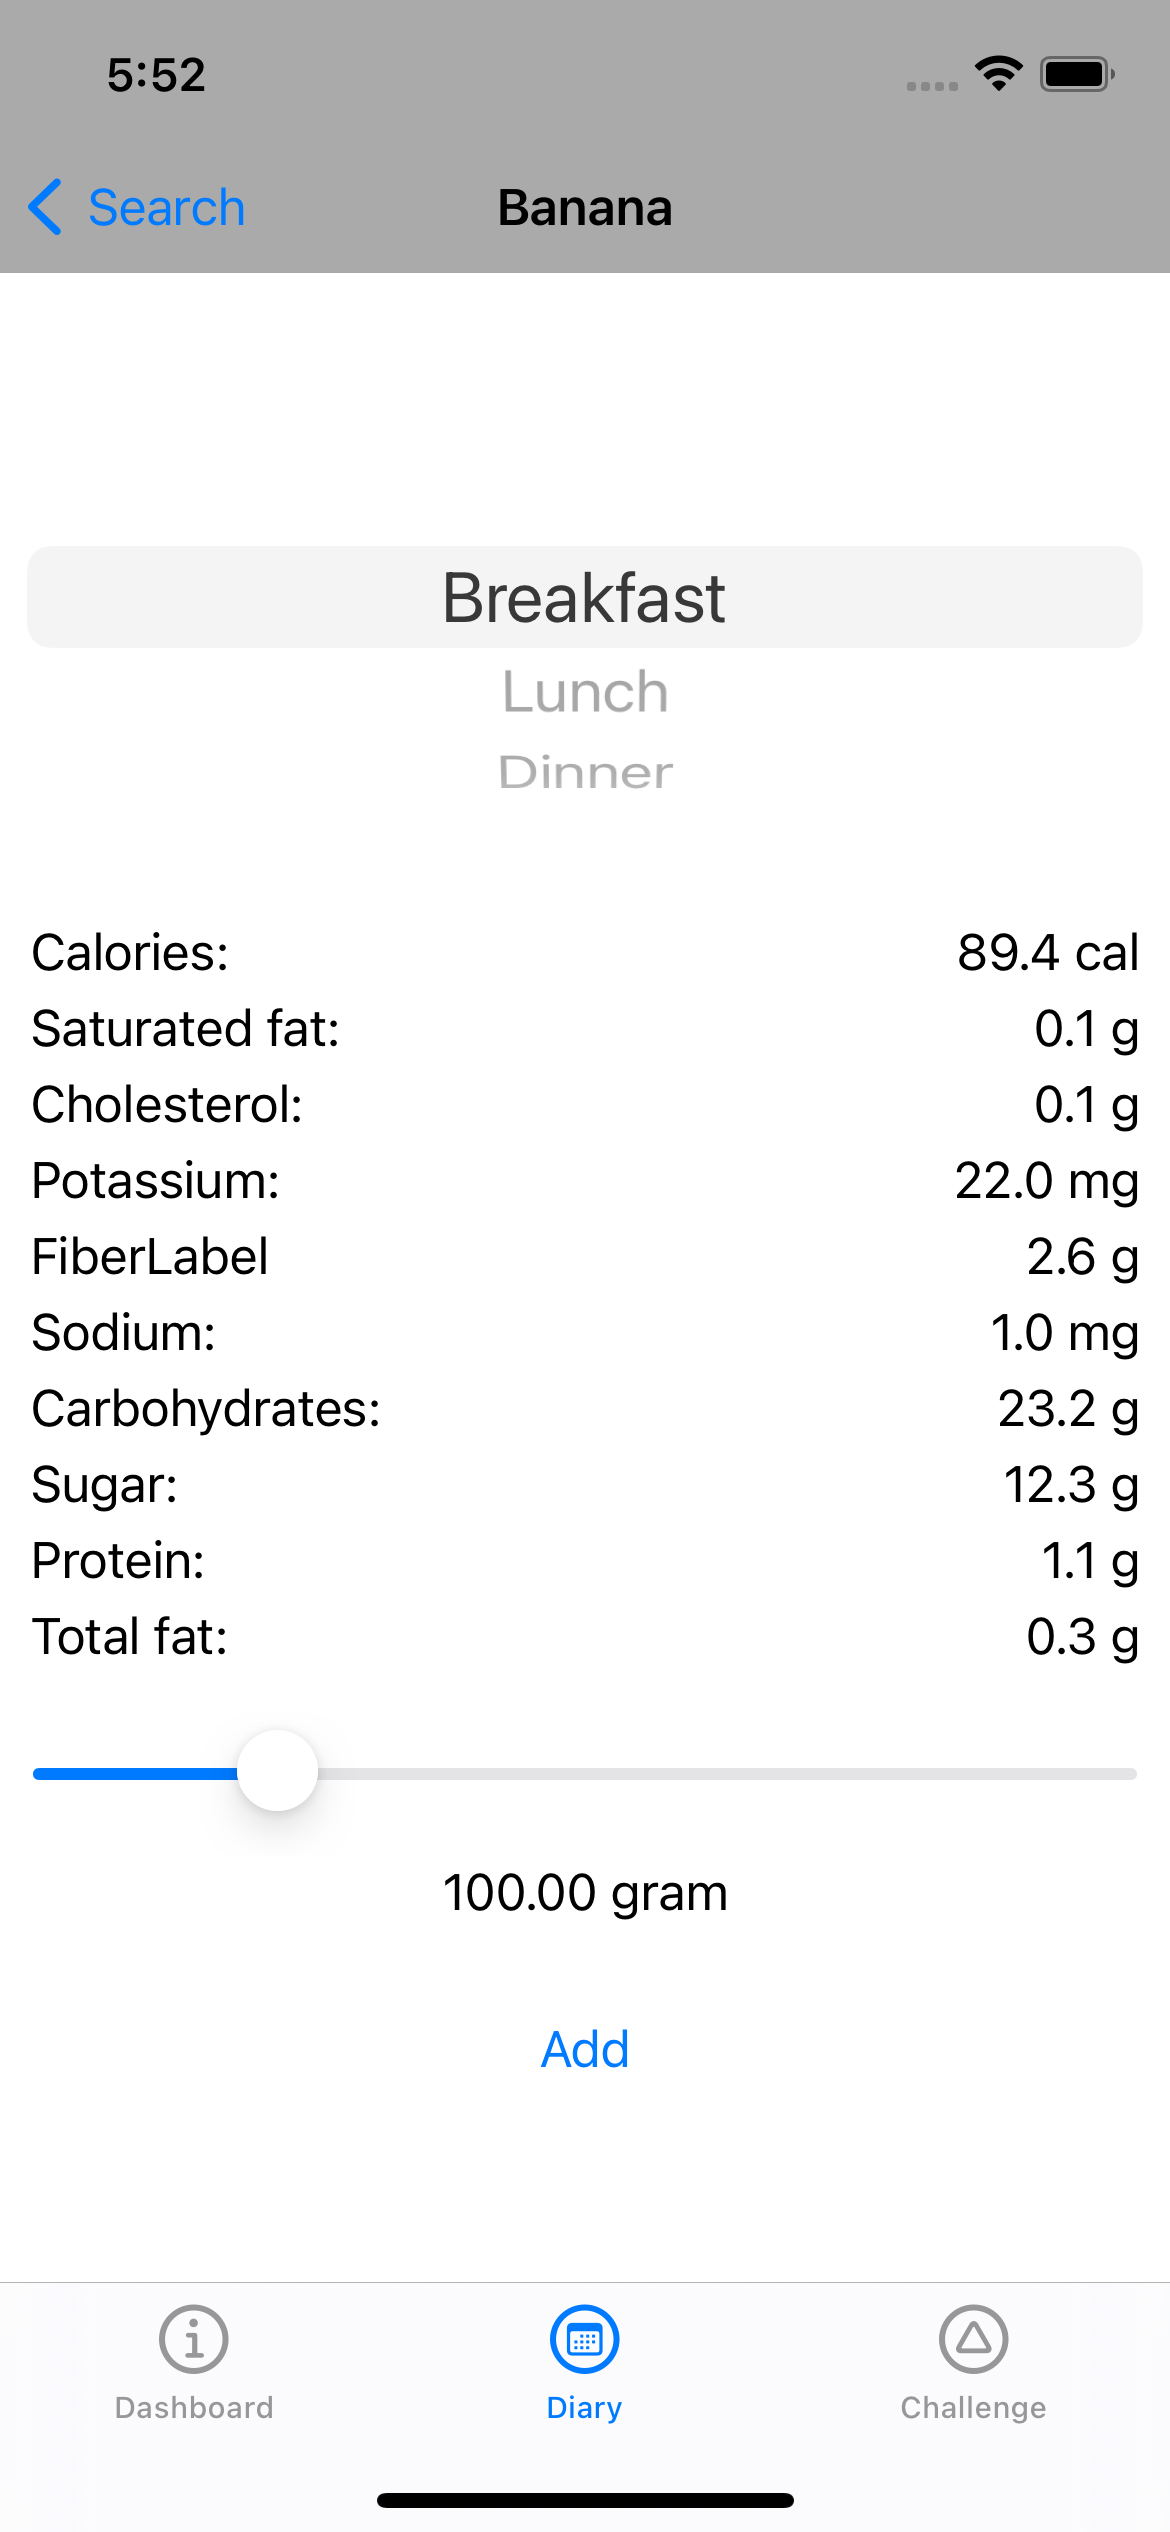 5:52
Search Banana
Breakfast
Lunch
Dinner
Calories: 89.4 cal
Saturated fat: 0.1 g
Cholesterol: 0.1 g
Potassium: 22.0 mg
FiberLabel 2.6 g
Sodium: 1.0 mg
Carbohydrates: 23.2 g
Sugar: 12.3 g
Protein: 1.1 g
Total fat: 0.3 g
100.00 gram
Add
Dashboard Diary Challenge